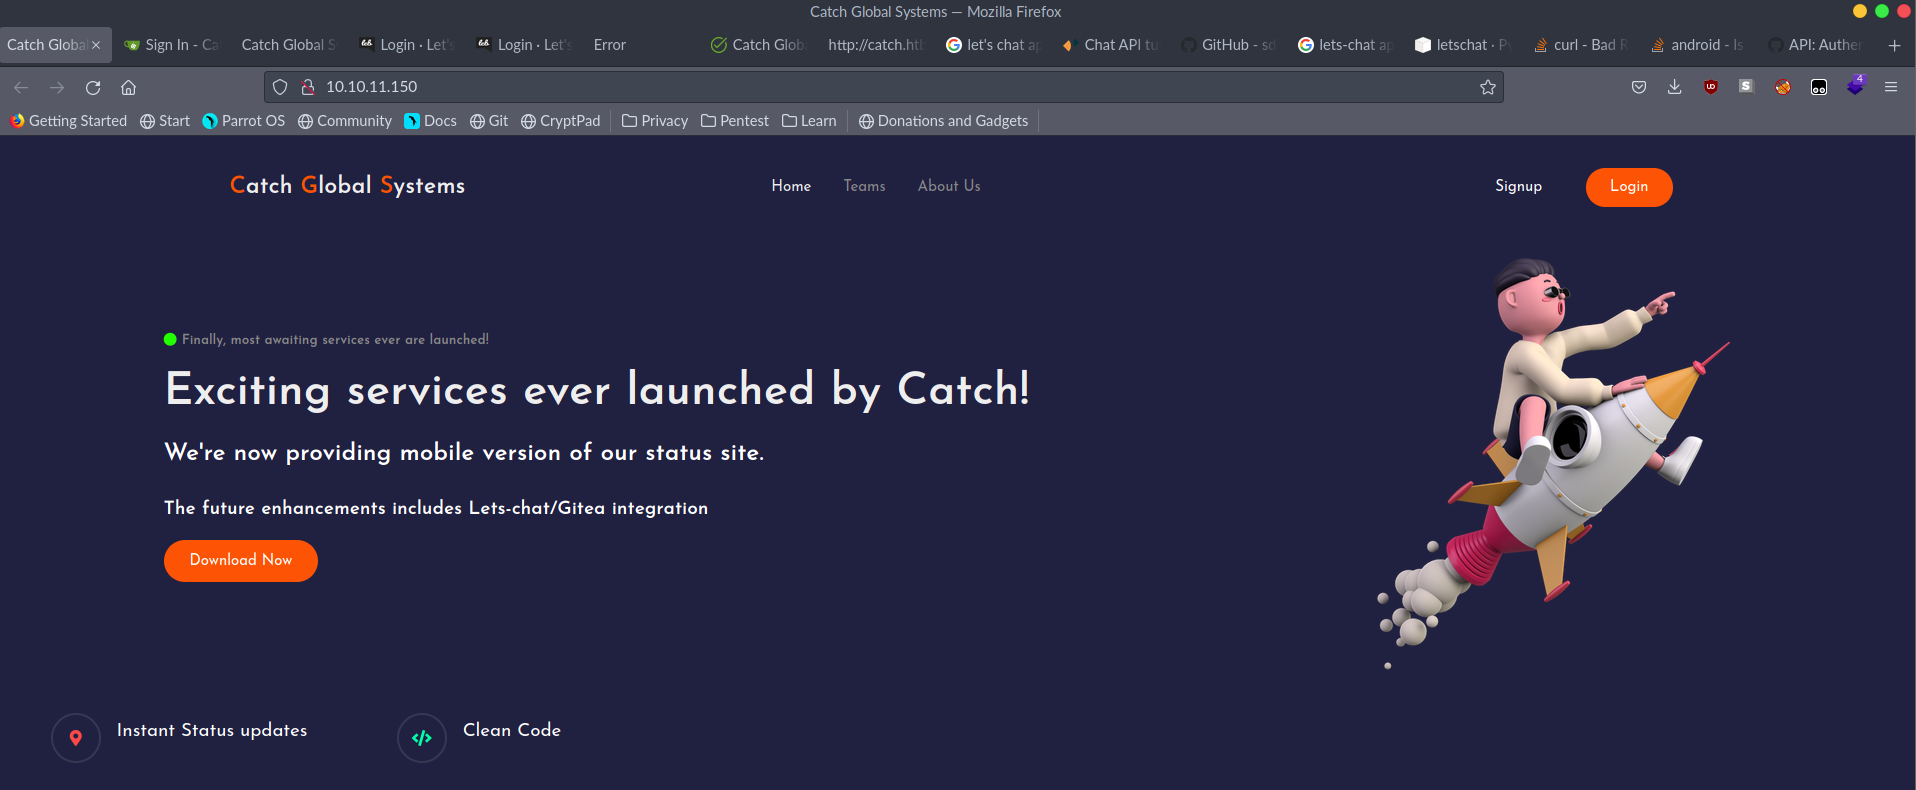 Catch Global Systems — Mozilla Firefox
Catch Global
Sign In - Ca
Catch Global S
Login · Let's
Login · Let's
Error
Catch Glob
http://catch.ht
let's chat ap
Chat API tu
GitHub - sd
lets-chat ap
letschat · P
curl - Bad R
android - Is
API: Auther
10.10.11.150
4
Getting Started Start Parrot OS Community Docs Git CryptPad Privacy Pentest Learn Donations and Gadgets
Catch Global Systems
Home Teams About Us
Signup Login
Finally, most awaiting services ever are launched!
Exciting services ever launched by Catch!
We're now providing mobile version of our status site.
The future enhancements includes Lets-chat/Gitea integration
Download Now
Instant Status updates
Clean Code